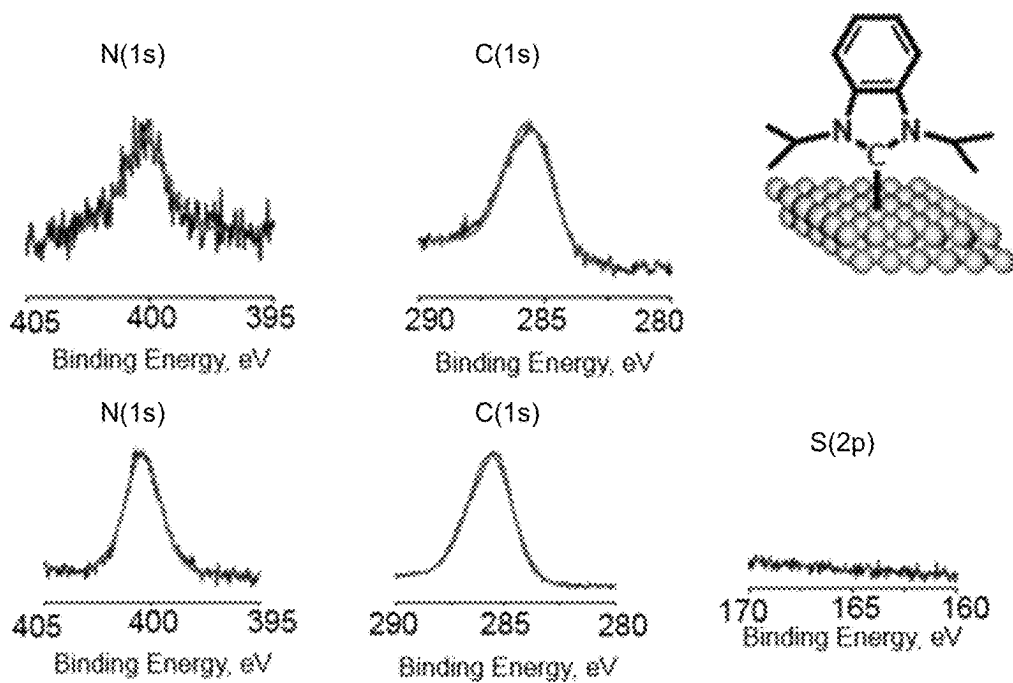 N(1s)
C(1s)
N N
C
405 400 395
290 285 280
Binding Energy, eV
Binding Energy, eV
N(1s)
C(1s)
S(2p)
405 400 395
290 285 280
170 165 160
Binding Energy, eV
Binding Energy, eV
Binding Energy, eV